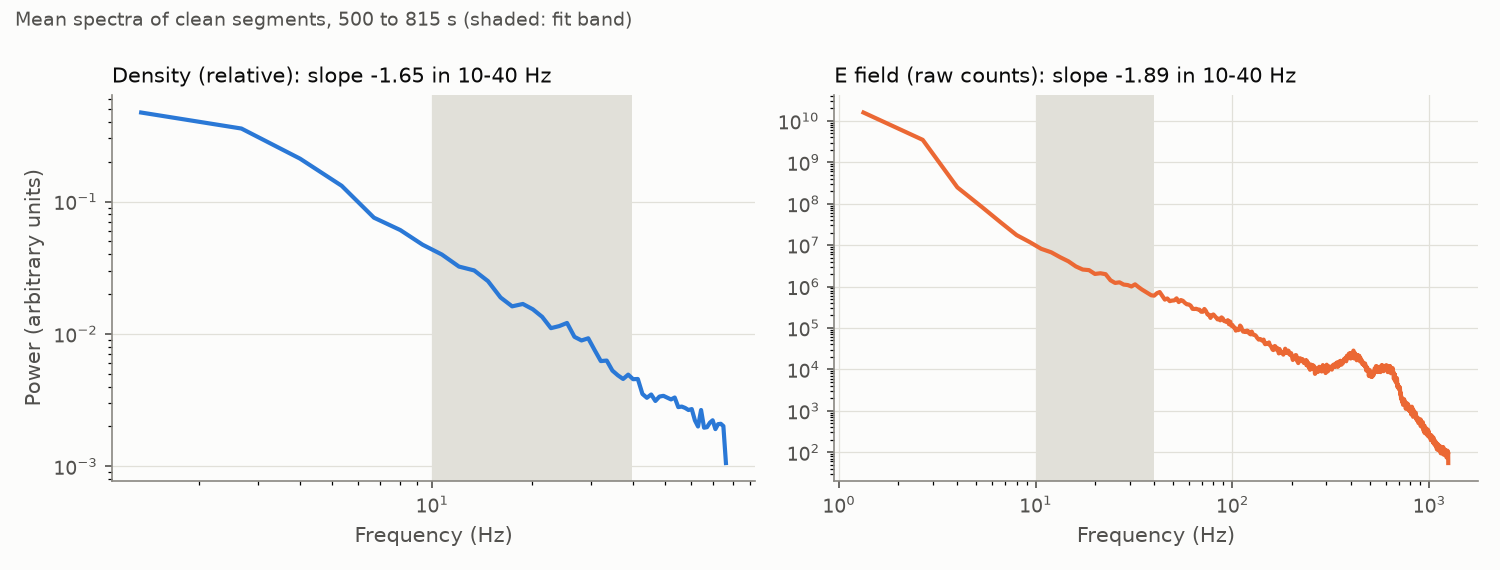 Mean spectra of clean segments, 500 to 815 s (shaded: fit band)
Density (relative): slope -1.65 in 10-40 Hz
Power (arbitrary units)
10⁻¹
10⁻²
10⁻³
10¹
Frequency (Hz)
E field (raw counts): slope -1.89 in 10-40 Hz
10¹⁰
10⁹
10⁸
10⁷
10⁶
10⁵
10⁴
10³
10²
10⁰ 10¹ 10² 10³
Frequency (Hz)